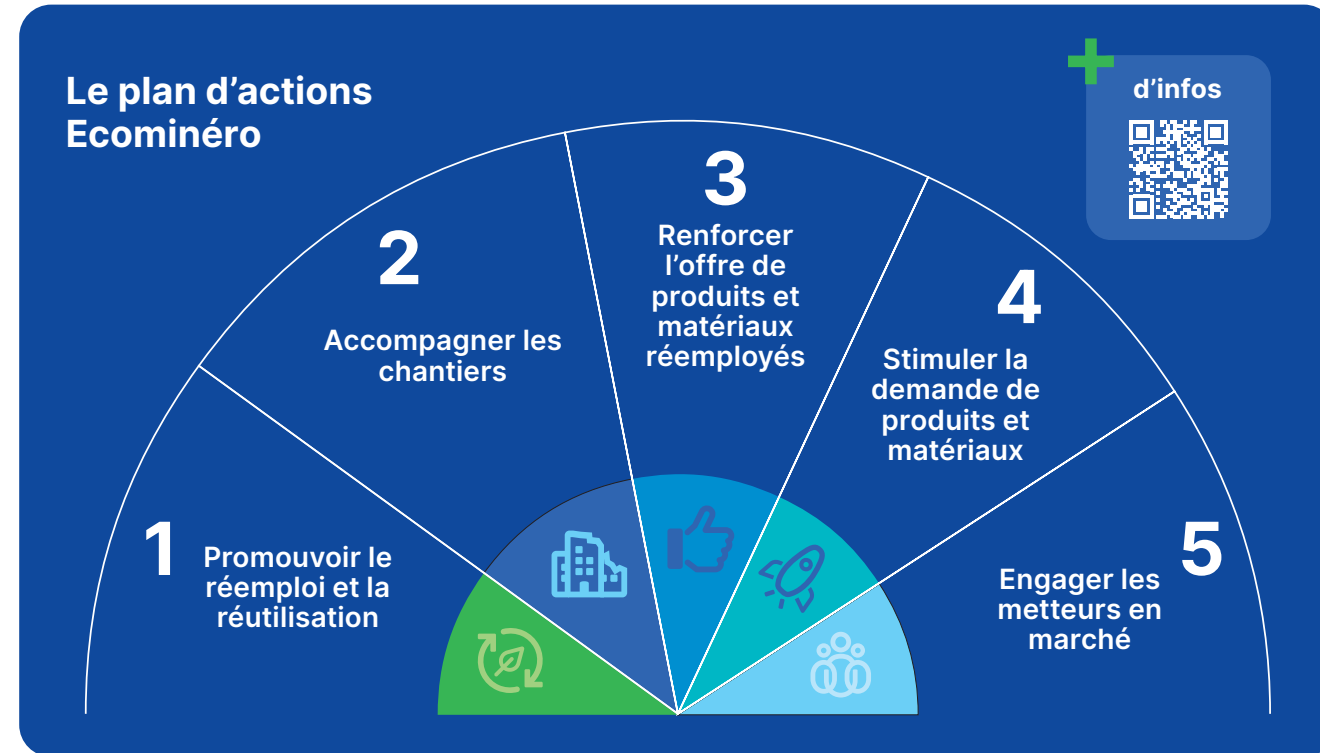 Le plan d’actions
Ecominéro
d’infos
1
Promouvoir le
réemploi et la
réutilisation
2
Accompagner les
chantiers
3
Renforcer
l’offre de
produits et
matériaux
réemployés
4
Stimuler la
demande de
produits et
matériaux
5
Engager les
metteurs en
marché